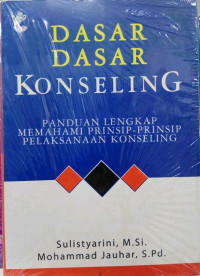 DASAR
DASAR
KONSELING
PANDUAN LENGKAP
MEMAHAMI PRINSIP-PRINSIP
PELAKSANAAN KONSELING
Sulistyarini, M.Si.
Mohammad Jauhar, S.Pd.